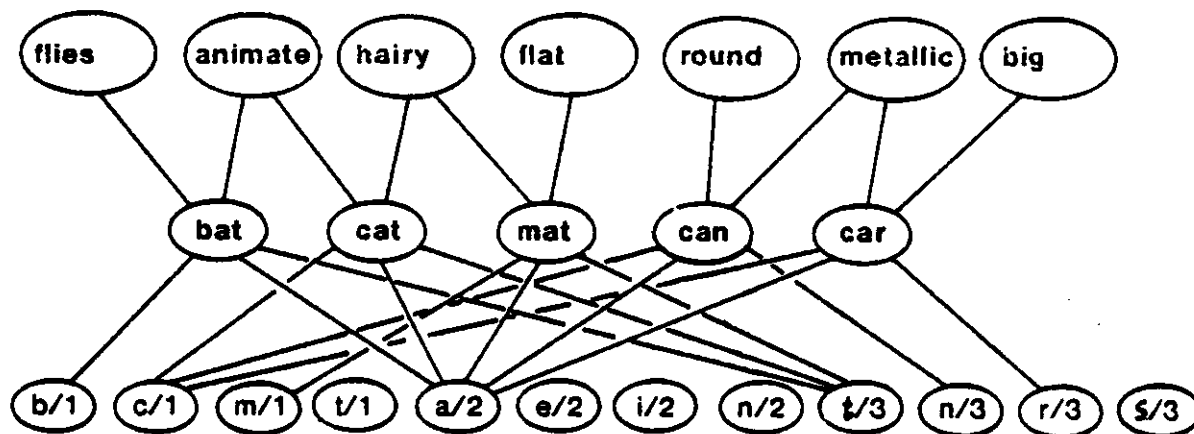 flies animate hairy flat round metallic big
bat cat mat can car
b/1 c/1 m/1 t/1 a/2 e/2 i/2 n/2 t/3 n/3 r/3 s/3